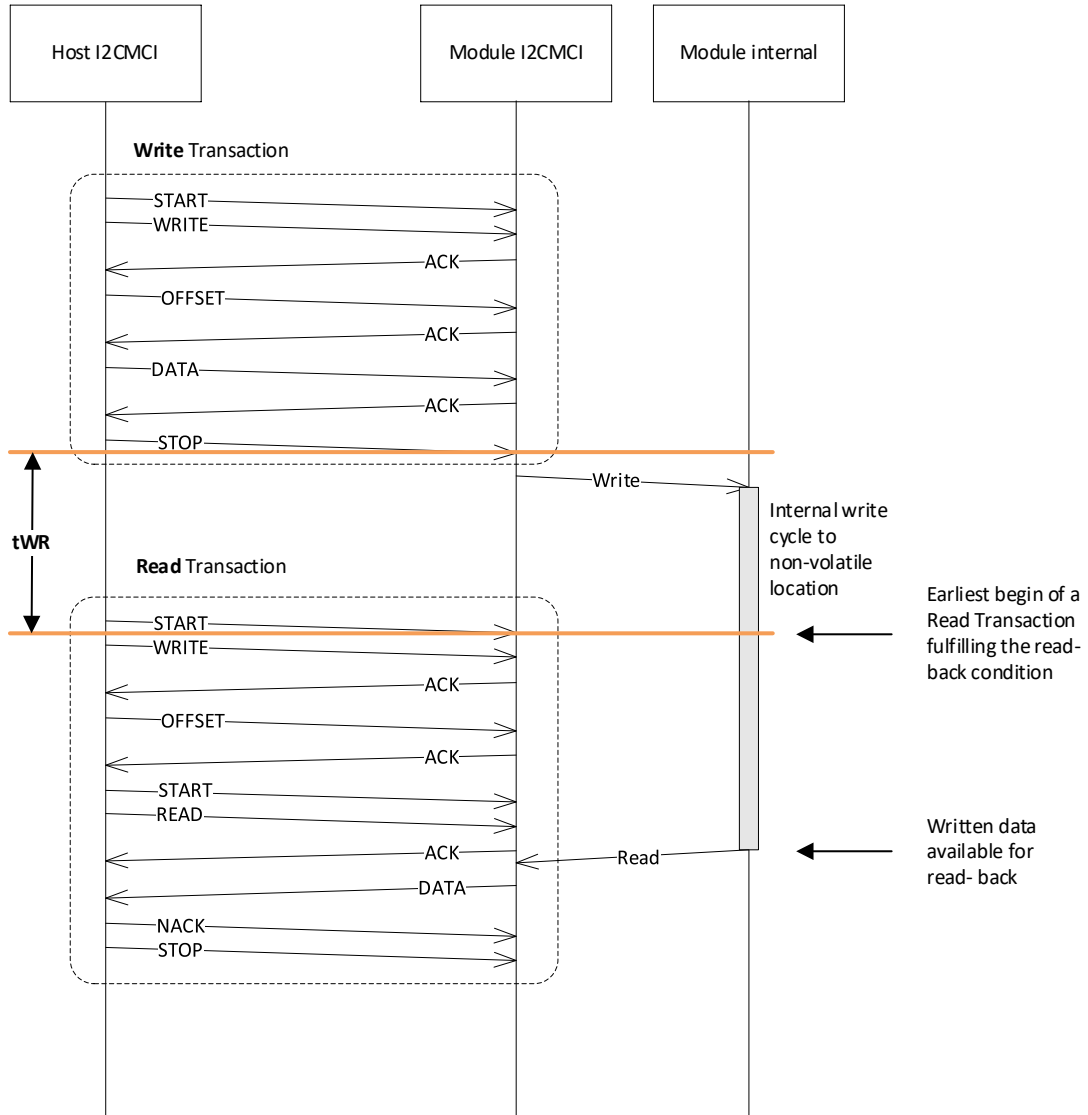 Host I2CMCI
Module I2CMCI
Module internal
Write Transaction
START
WRITE
ACK
OFFSET
ACK
DATA
ACK
STOP
Write
Internal write
cycle to
non-volatile
location
tWR
Read Transaction
Earliest begin of a
Read Transaction
fulfilling the read-
back condition
START
WRITE
ACK
OFFSET
ACK
START
READ
ACK
Read
Written data
available for
read- back
DATA
NACK
STOP